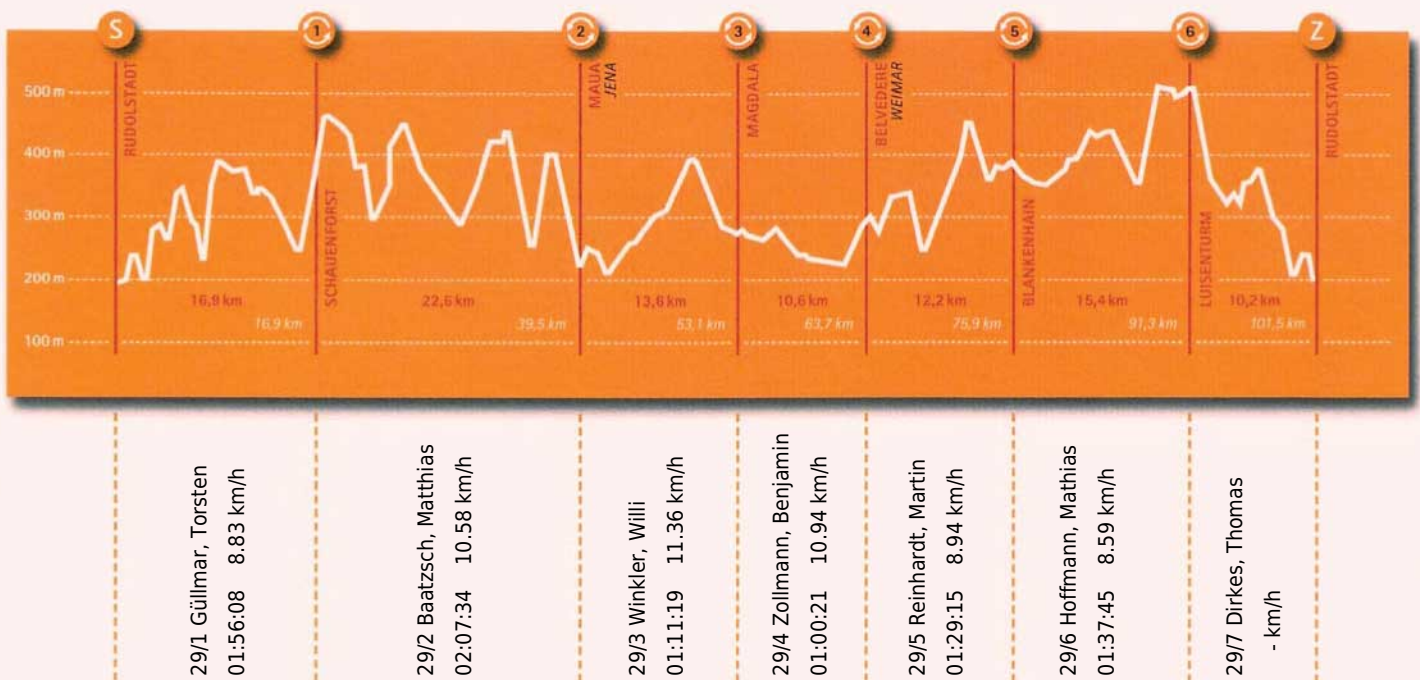 S
1
2
3
4
5
6
Z
500 m
400 m
300 m
200 m
100 m
RUDOLSTADT
SCHAUENFORST
MAUA
JENA
MAGDALA
BELVEDERE
WEIMAR
BLANKENHAIN
LUISENTURM
RUDOLSTADT
16,9 km
22,6 km
13,6 km
10,6 km
12,2 km
15,4 km
10,2 km
16,9 km
39,5 km
53,1 km
63,7 km
75,9 km
91,3 km
101,5 km
29/1 Güllmar, Torsten
01:56:08 8.83 km/h
29/2 Baatzsch, Matthias
02:07:34 10.58 km/h
29/3 Winkler, Willi
01:11:19 11.36 km/h
29/4 Zollmann, Benjamin
01:00:21 10.94 km/h
29/5 Reinhardt, Martin
01:29:15 8.94 km/h
29/6 Hoffmann, Mathias
01:37:45 8.59 km/h
29/7 Dirkes, Thomas
- km/h